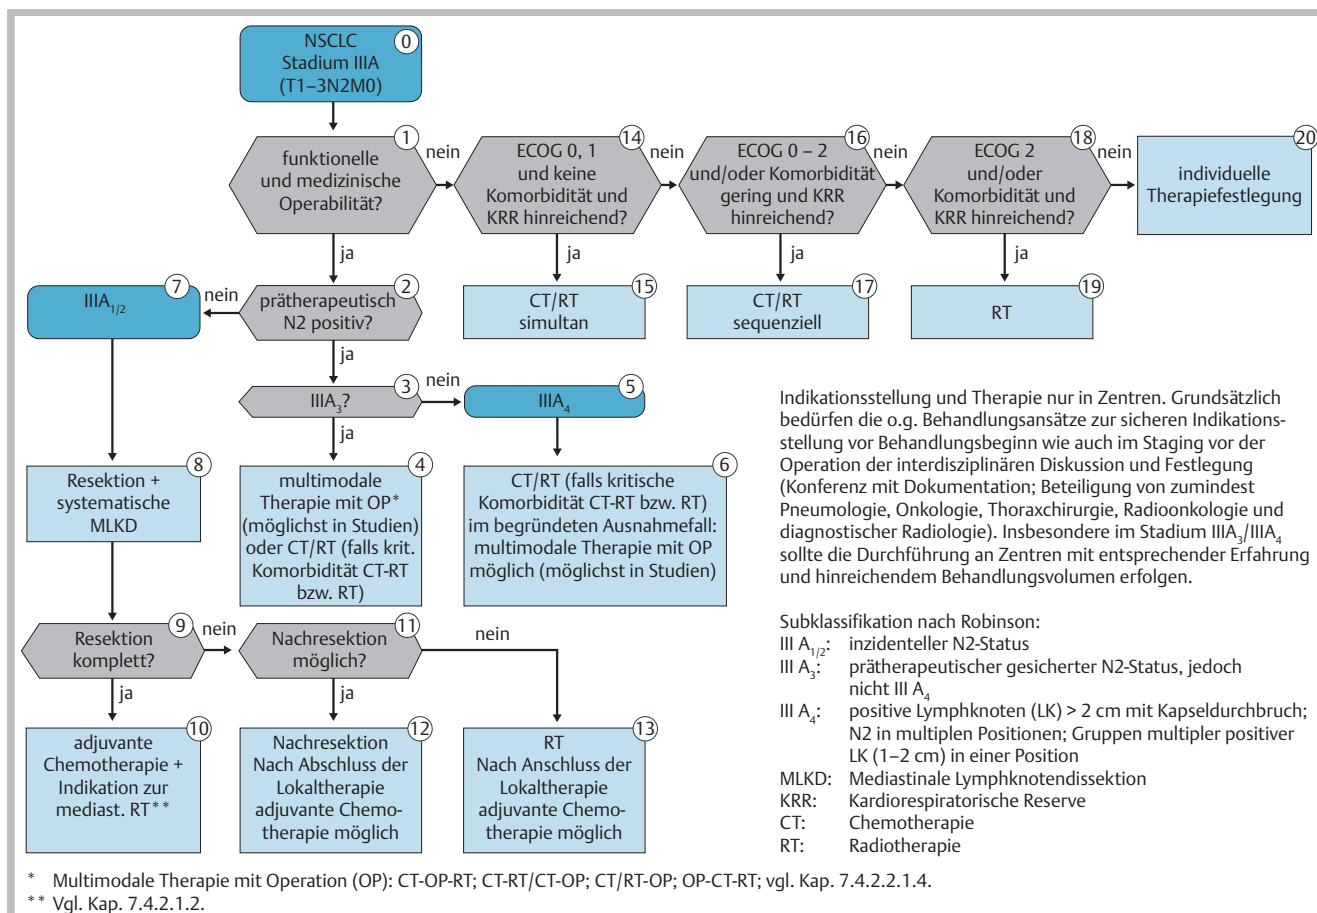 NSCLC
Stadium IIIA
(T1–3N2M0)
0
funktionelle
und medizinische
Operabilität?
1
nein
ECOG 0, 1
und keine
Komorbidität und
KRR hinreichend?
14
nein
ECOG 0 – 2
und/oder Komorbidität
gering und KRR
hinreichend?
16
nein
ECOG 2
und/oder
Komorbidität und
KRR hinreichend?
18
nein
individuelle
Therapiefestlegung
20
ja
ja
ja
ja
IIIA1/2
7
nein
prätherapeutisch
N2 positiv?
2
CT/RT
simultan
15
CT/RT
sequenziell
17
RT
19
ja
IIIA3?
3
nein
IIIA4
5
ja
Resektion +
systematische
MLKD
8
multimodale
Therapie mit OP*
(möglichst in Studien)
oder CT/RT (falls krit.
Komorbidität CT-RT
bzw. RT)
4
CT/RT (falls kritische
Komorbidität CT-RT bzw. RT)
im begründeten Ausnahmefall:
multimodale Therapie mit OP
möglich (möglichst in Studien)
6
Resektion
komplett?
9
nein
Nachresektion
möglich?
11
nein
ja
ja
adjuvante
Chemotherapie +
Indikation zur
mediast. RT**
10
Nachresektion
Nach Abschluss der
Lokaltherapie
adjuvante Chemo-
therapie möglich
12
RT
Nach Anschluss der
Lokaltherapie
adjuvante Chemo-
therapie möglich
13
Indikationsstellung und Therapie nur in Zentren. Grundsätzlich
bedürfen die o.g. Behandlungsansätze zur sicheren Indikations-
stellung vor Behandlungsbeginn wie auch im Staging vor der
Operation der interdisziplinären Diskussion und Festlegung
(Konferenz mit Dokumentation; Beteiligung von zumindest
Pneumologie, Onkologie, Thoraxchirurgie, Radioonkologie und
diagnostischer Radiologie). Insbesondere im Stadium IIIA3/IIIA4
sollte die Durchführung an Zentren mit entsprechender Erfahrung
und hinreichendem Behandlungsvolumen erfolgen.
Subklassifikation nach Robinson:
III A1/2: inzidenteller N2-Status
III A3: prätherapeutischer gesicherter N2-Status, jedoch
nicht III A4
III A4: positive Lymphknoten (LK) > 2 cm mit Kapseldurchbruch;
N2 in multiplen Positionen; Gruppen multipler positiver
LK (1–2 cm) in einer Position
MLKD: Mediastinale Lymphknotendissektion
KRR: Kardiorespiratorische Reserve
CT: Chemotherapie
RT: Radiotherapie
* Multimodale Therapie mit Operation (OP): CT-OP-RT; CT-RT/CT-OP; CT/RT-OP; OP-CT-RT; vgl. Kap. 7.4.2.2.1.4.
** Vgl. Kap. 7.4.2.1.2.